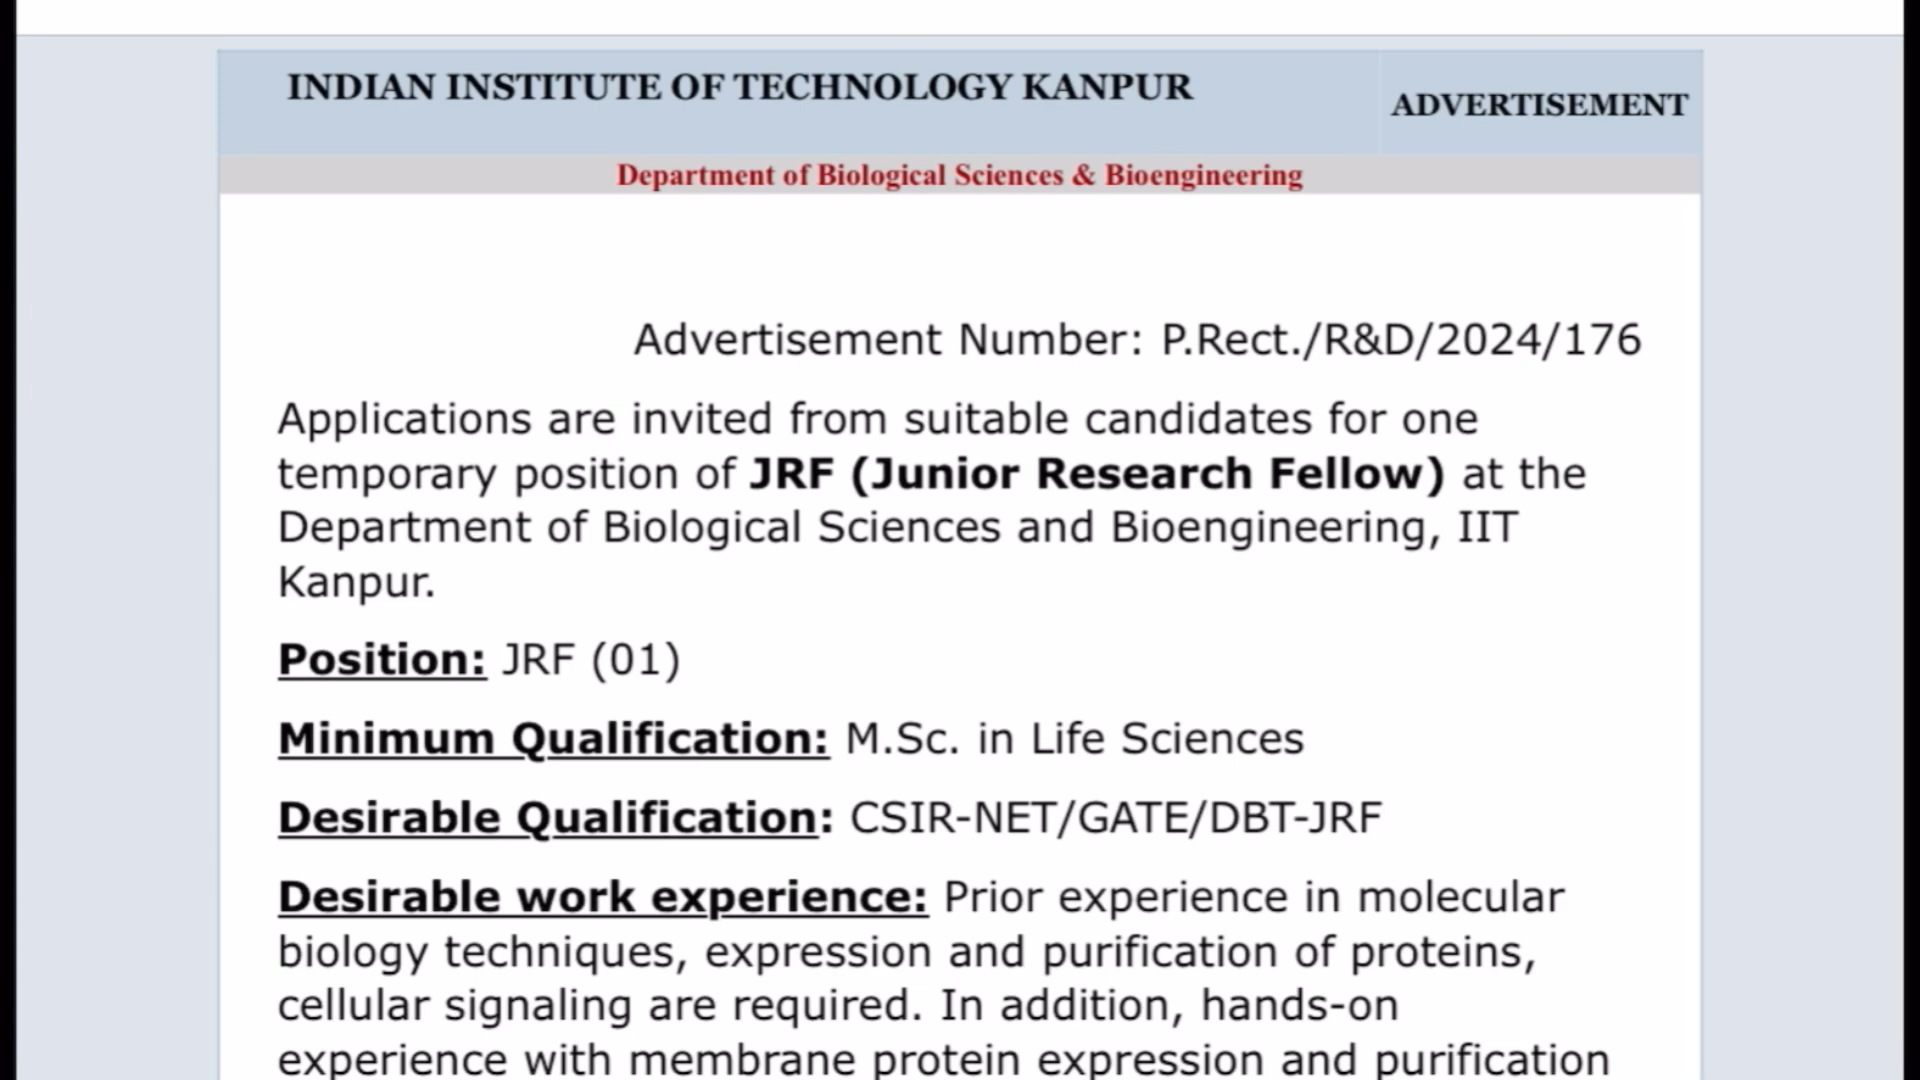 INDIAN INSTITUTE OF TECHNOLOGY KANPUR
ADVERTISEMENT
Department of Biological Sciences & Bioengineering
Advertisement Number: P.Rect./R&D/2024/176
Applications are invited from suitable candidates for one
temporary position of JRF (Junior Research Fellow) at the
Department of Biological Sciences and Bioengineering, IIT
Kanpur.
Position: JRF (01)
Minimum Qualification: M.Sc. in Life Sciences
Desirable Qualification: CSIR-NET/GATE/DBT-JRF
Desirable work experience: Prior experience in molecular
biology techniques, expression and purification of proteins,
cellular signaling are required. In addition, hands-on
experience with membrane protein expression and purification